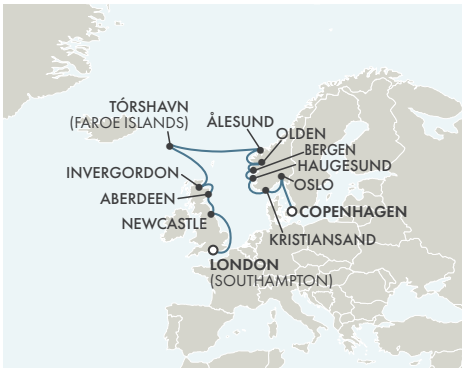 TÓRSHAVN
(FAROE ISLANDS)
ÅLESUND
OLDEN
BERGEN
HAUGESUND
OSLO
INVERGORDON
ABERDEEN
COPENHAGEN
NEWCASTLE
KRISTIANSAND
LONDON
(SOUTHAMPTON)